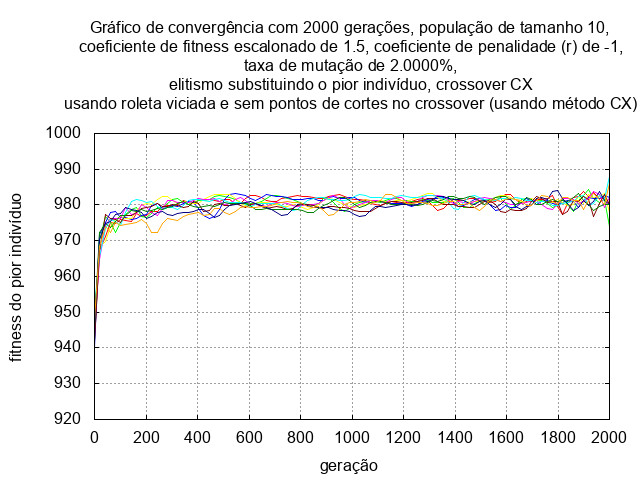 Gráfico de convergência com 2000 gerações, população de tamanho 10,
coeficiente de fitness escalonado de 1.5, coeficiente de penalidade (r) de -1,
taxa de mutação de 2.0000%,
elitismo substituindo o pior indivíduo, crossover CX
usando roleta viciada e sem pontos de cortes no crossover (usando método CX)
1000
990
980
970
960
950
940
930
920
fitness do pior indivíduo
0 200 400 600 800 1000 1200 1400 1600 1800 2000
geração